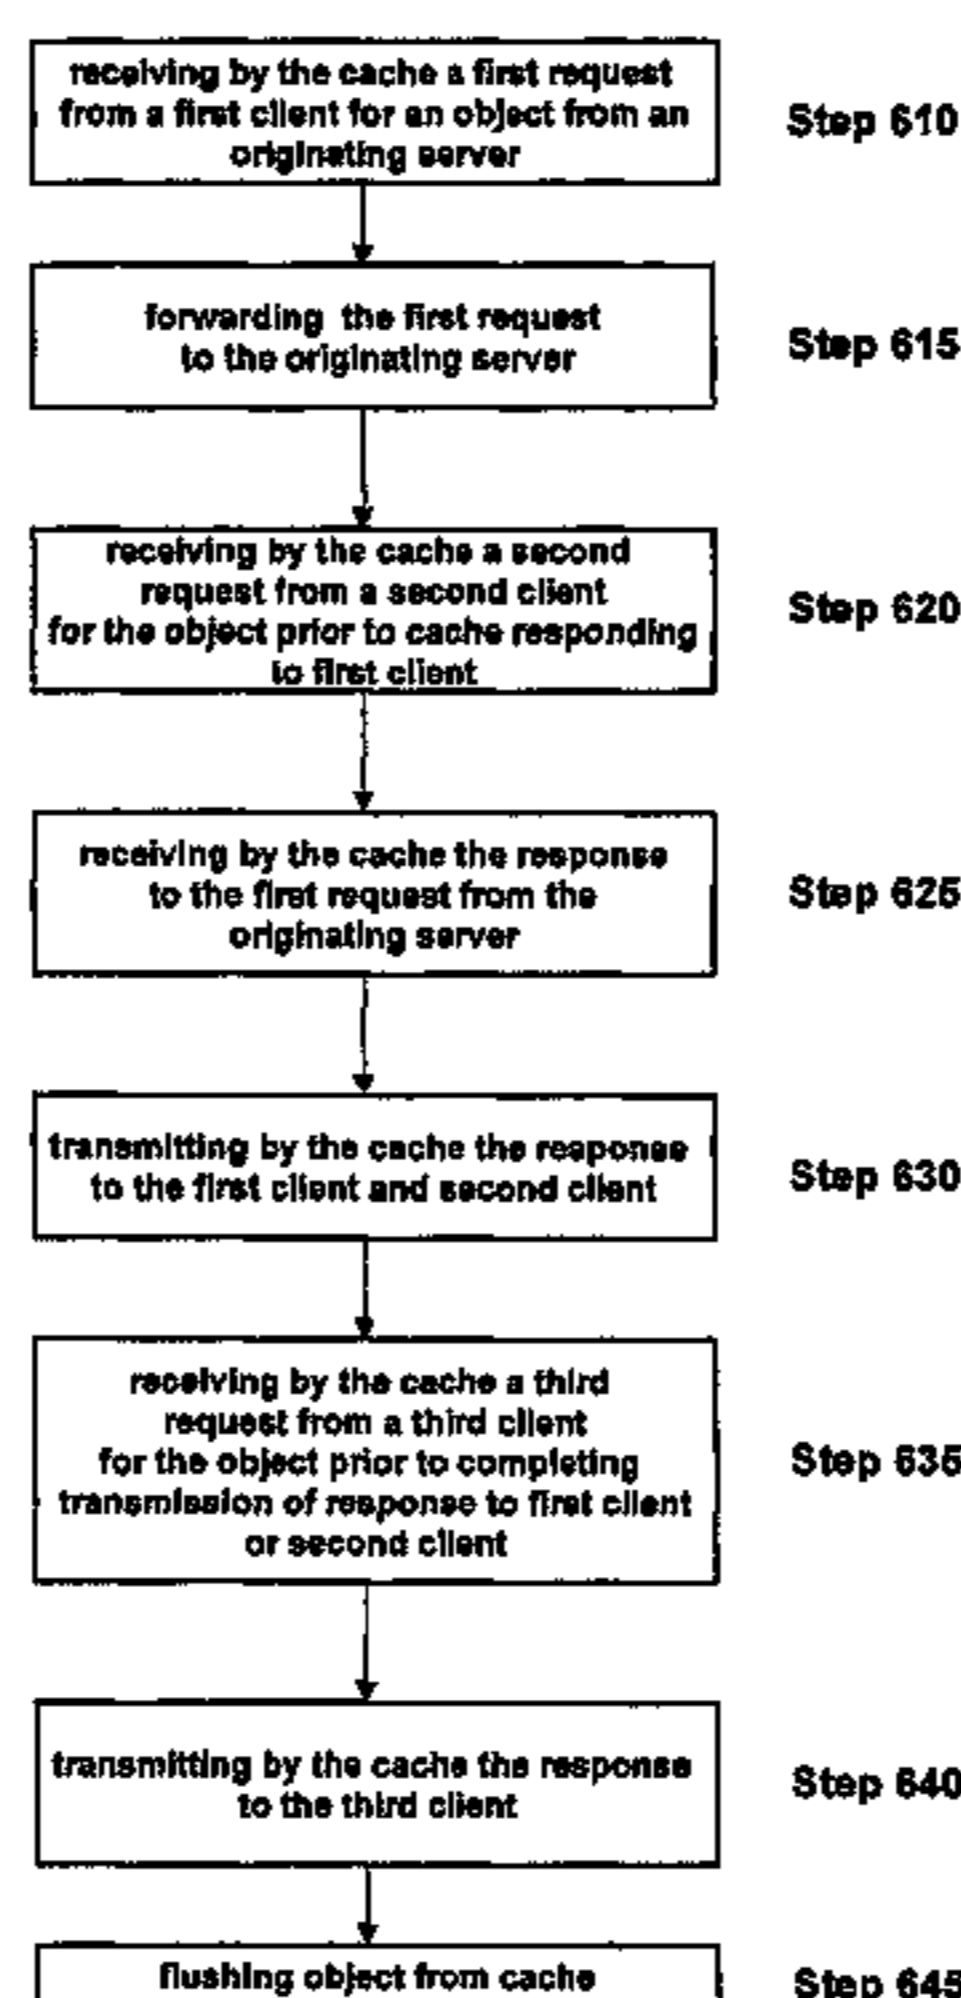 receiving by the cache a first request
from a first client for an object from an
originating server
Step 610
forwarding the first request
to the originating server
Step 615
receiving by the cache a second
request from a second client
for the object prior to cache responding
to first client
Step 620
receiving by the cache the response
to the first request from the
originating server
Step 625
transmitting by the cache the response
to the first client and second client
Step 630
receiving by the cache a third
request from a third client
for the object prior to completing
transmission of response to first client
or second client
Step 635
transmitting by the cache the response
to the third client
Step 640
flushing object from cache
Step 645